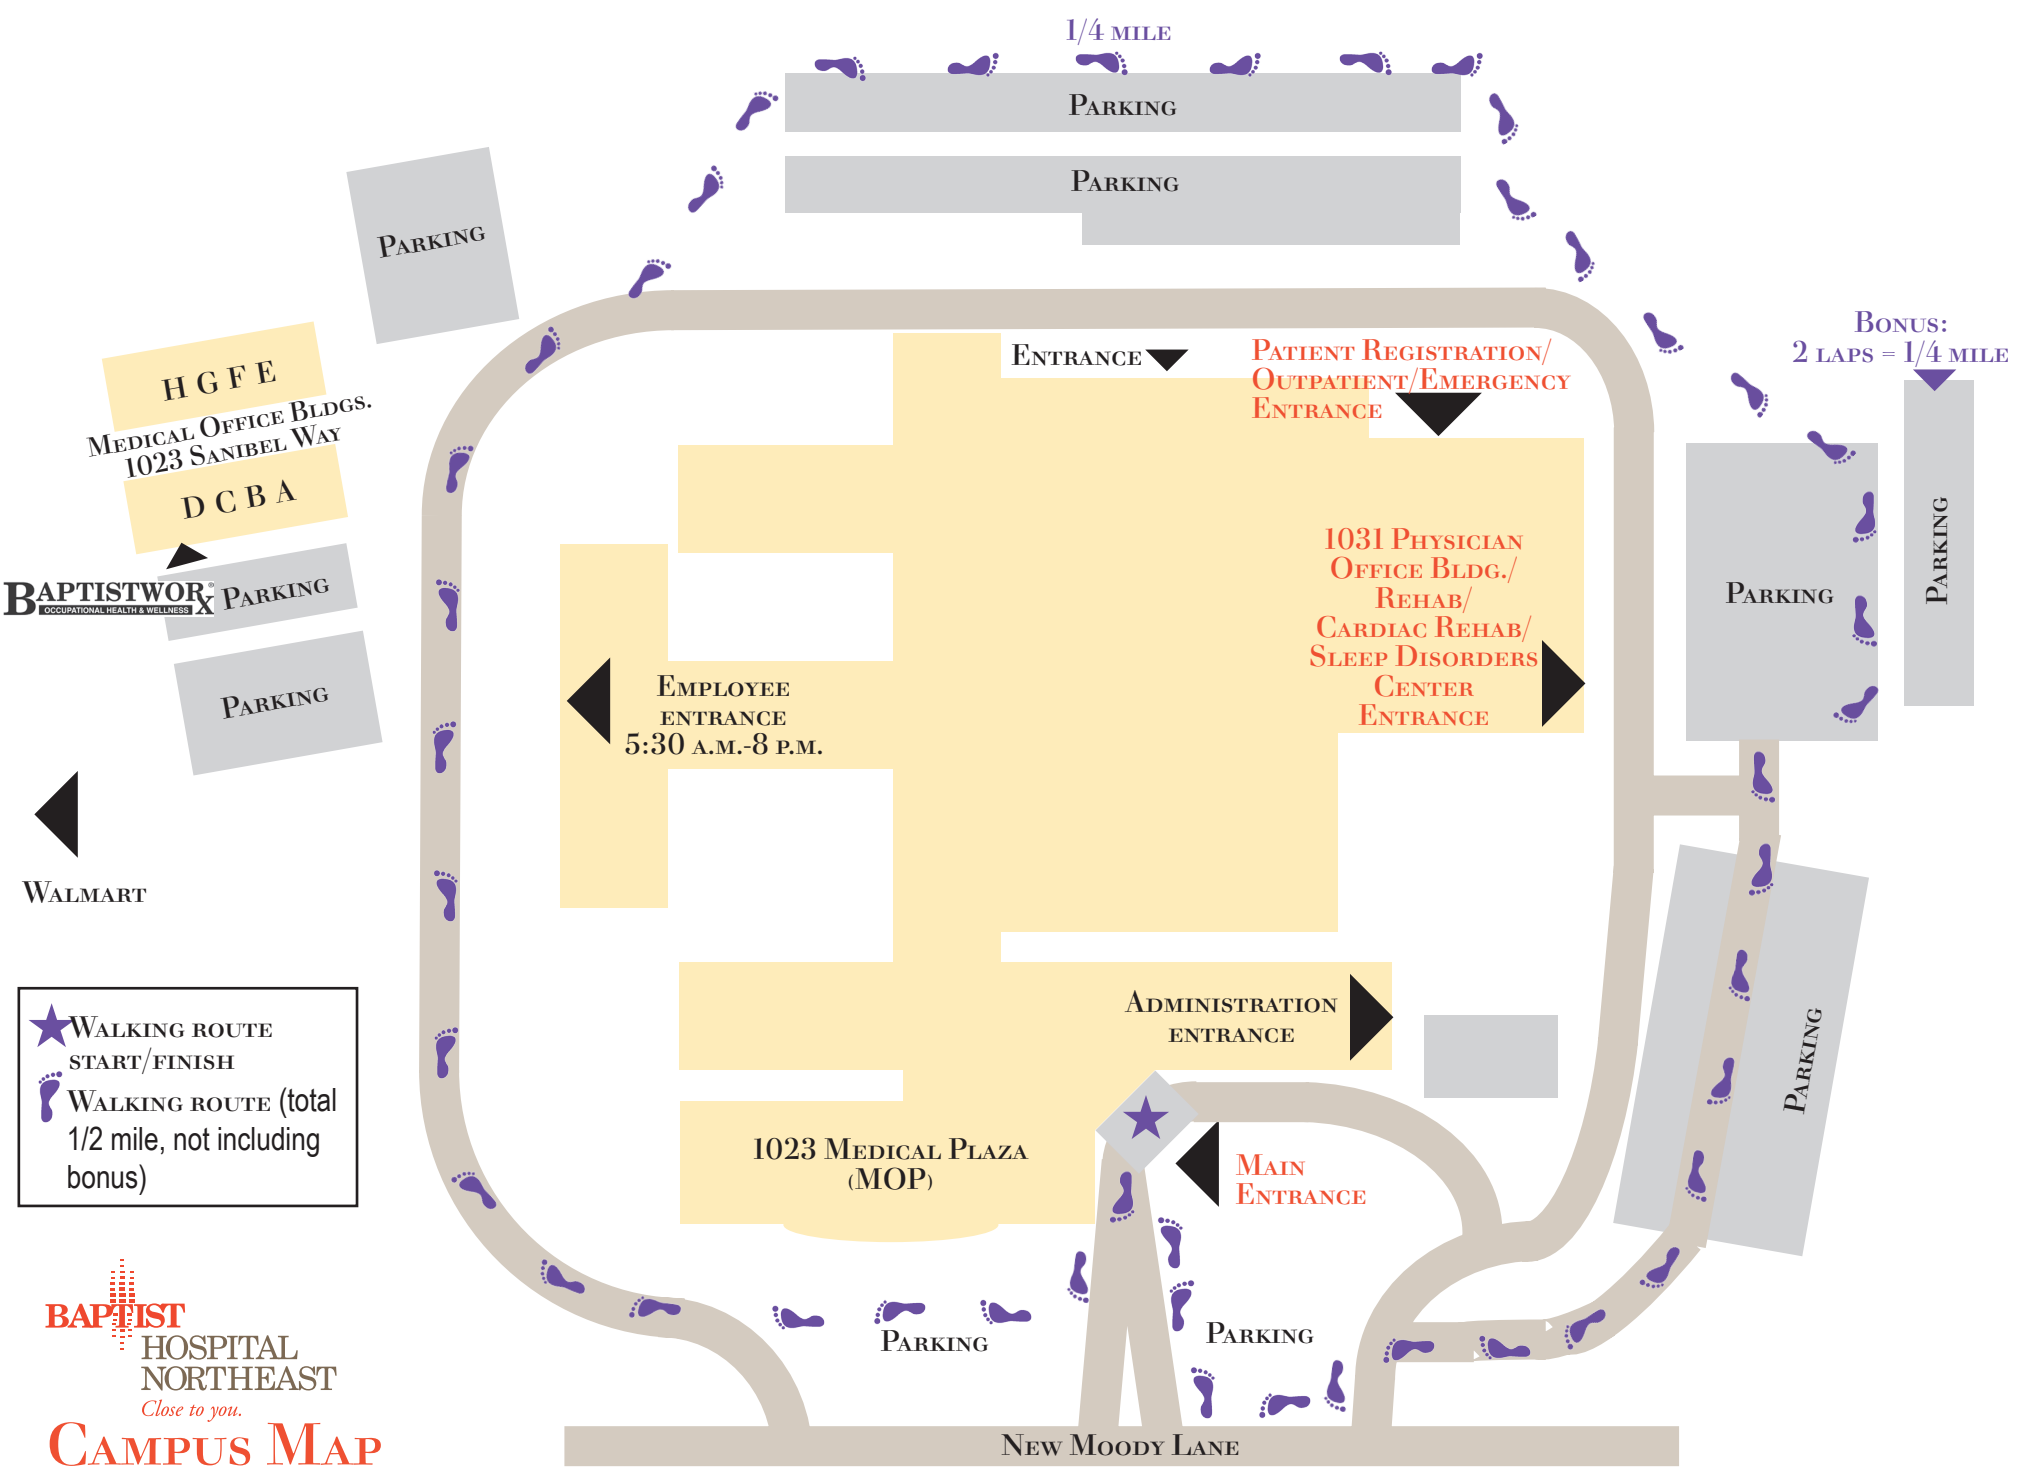 1/4 mile
Parking
Parking
Parking
Bonus:
2 laps = 1/4 mile
Entrance
Patient Registration/
Outpatient/Emergency
Entrance
H G F E
Medical Office Bldgs.
1023 Sanibel Way
D C B A
BAPTISTWORx®
OCCUPATIONAL HEALTH & WELLNESS
Parking
Parking
1031 Physician
Office Bldg./
Rehab/
Cardiac Rehab/
Sleep Disorders
Center
Entrance
Parking
Parking
Employee
entrance
5:30 a.m.-8 p.m.
Walmart
Walking route
start/finish
Walking route (total
1/2 mile, not including
bonus)
Administration
entrance
Parking
1023 Medical Plaza
(MOP)
Main
Entrance
Parking
Parking
BAPTIST
HOSPITAL
NORTHEAST
Close to you.
Campus Map
New Moody Lane